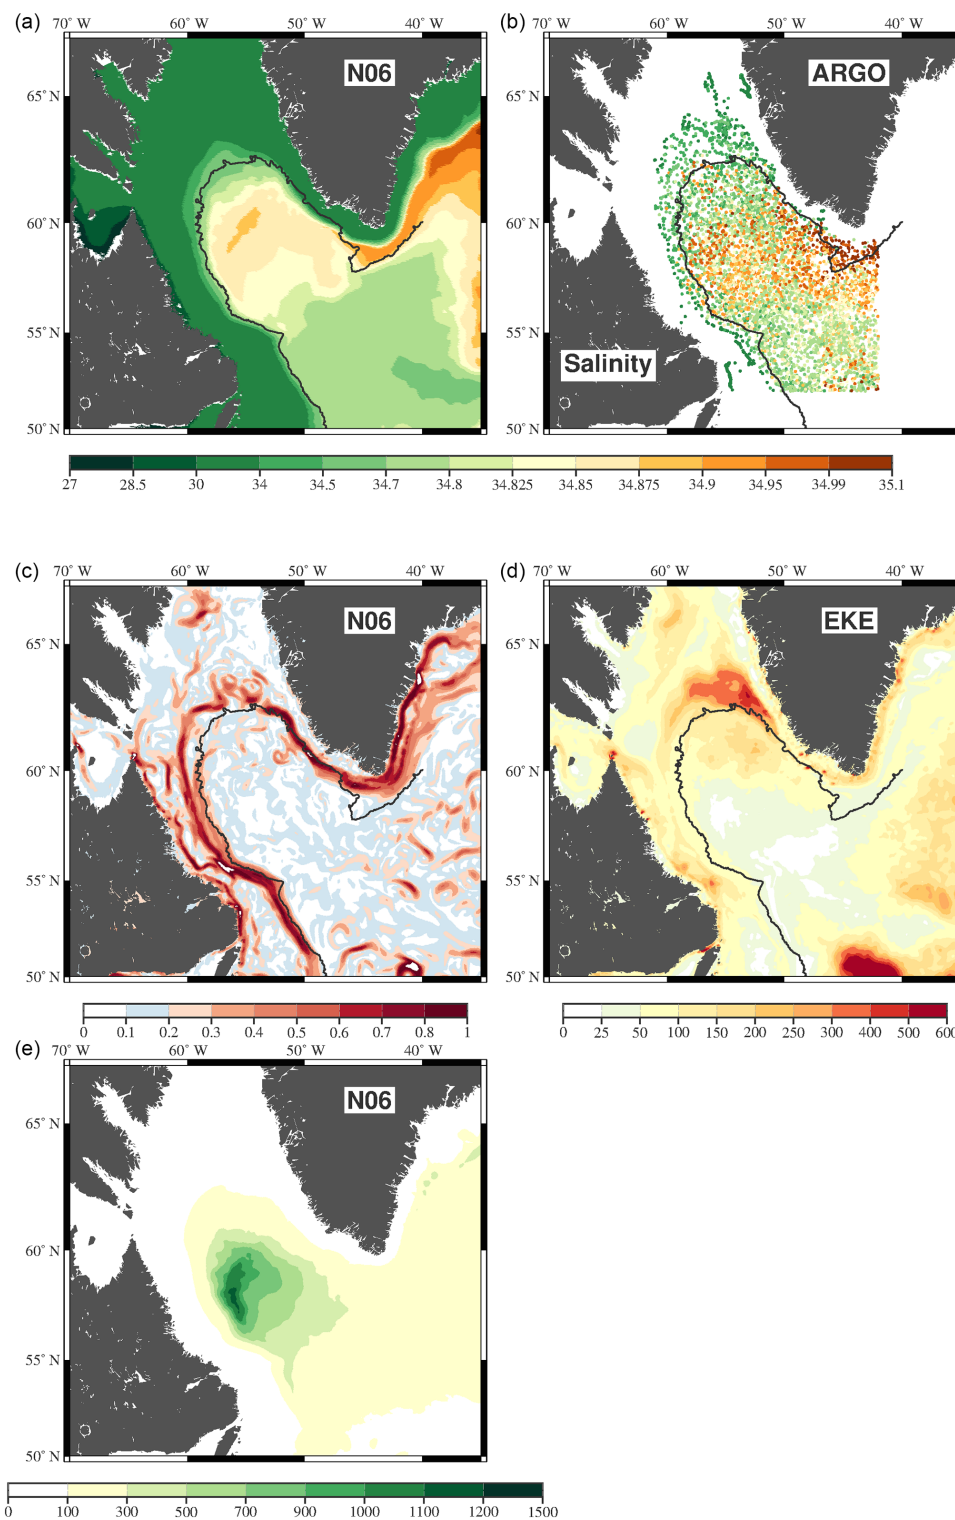 (a)
70° W 60° W 50° W 40° W
N06
65° N
60° N
55° N
50° N
(b)
70° W 60° W 50° W 40° W
ARGO
65° N
60° N
55° N
Salinity
50° N
27 28.5 30 34 34.5 34.7 34.8 34.825 34.85 34.875 34.9 34.95 34.99 35.1
(c)
70° W 60° W 50° W 40° W
N06
65° N
60° N
55° N
50° N
0 0.1 0.2 0.3 0.4 0.5 0.6 0.7 0.8 1
(d)
70° W 60° W 50° W 40° W
EKE
65° N
60° N
55° N
50° N
0 25 50 100 150 200 250 300 400 500 600
(e)
70° W 60° W 50° W 40° W
N06
65° N
60° N
55° N
50° N
0 100 300 500 700 900 1000 1100 1200 1500